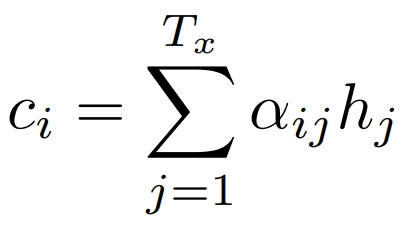 c_i = \sum_{j=1}^{T_x} \alpha_{ij} h_j